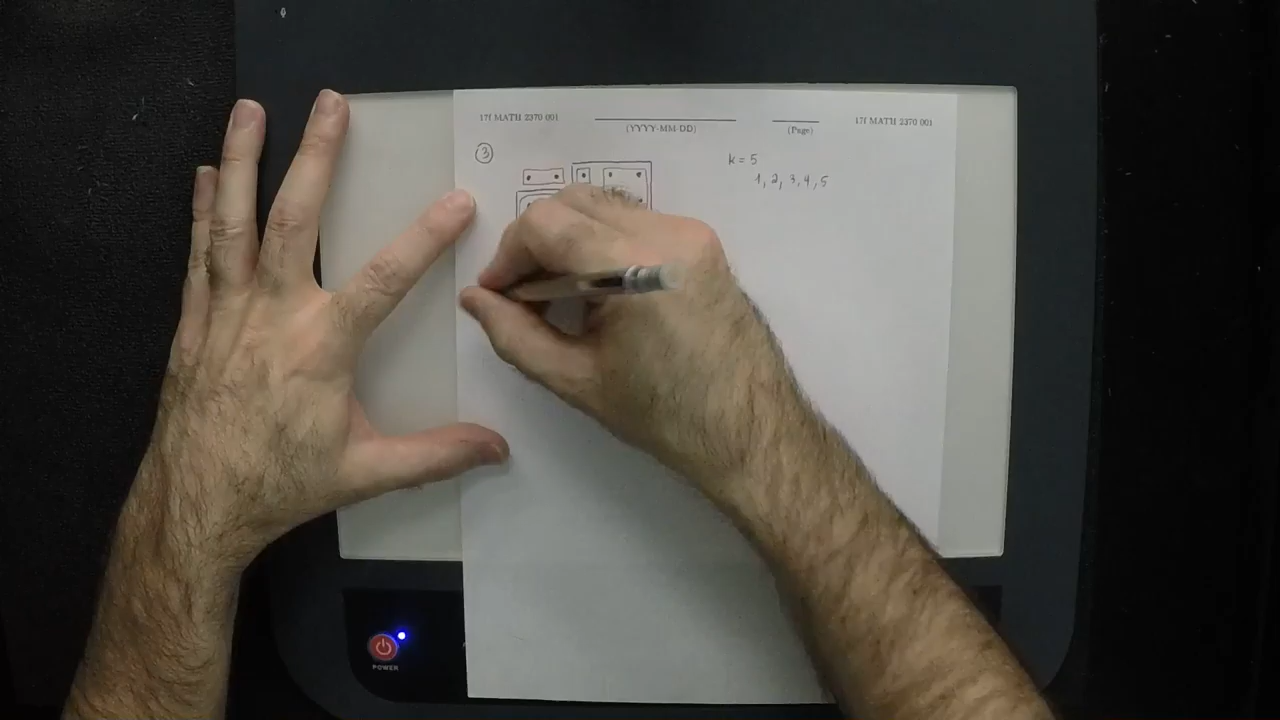 17f MATH 2370 001
(YYYY-MM-DD)
(Page)
17f MATH 2370 001
3
k = 5
1, 2, 3, 4, 5
POWER